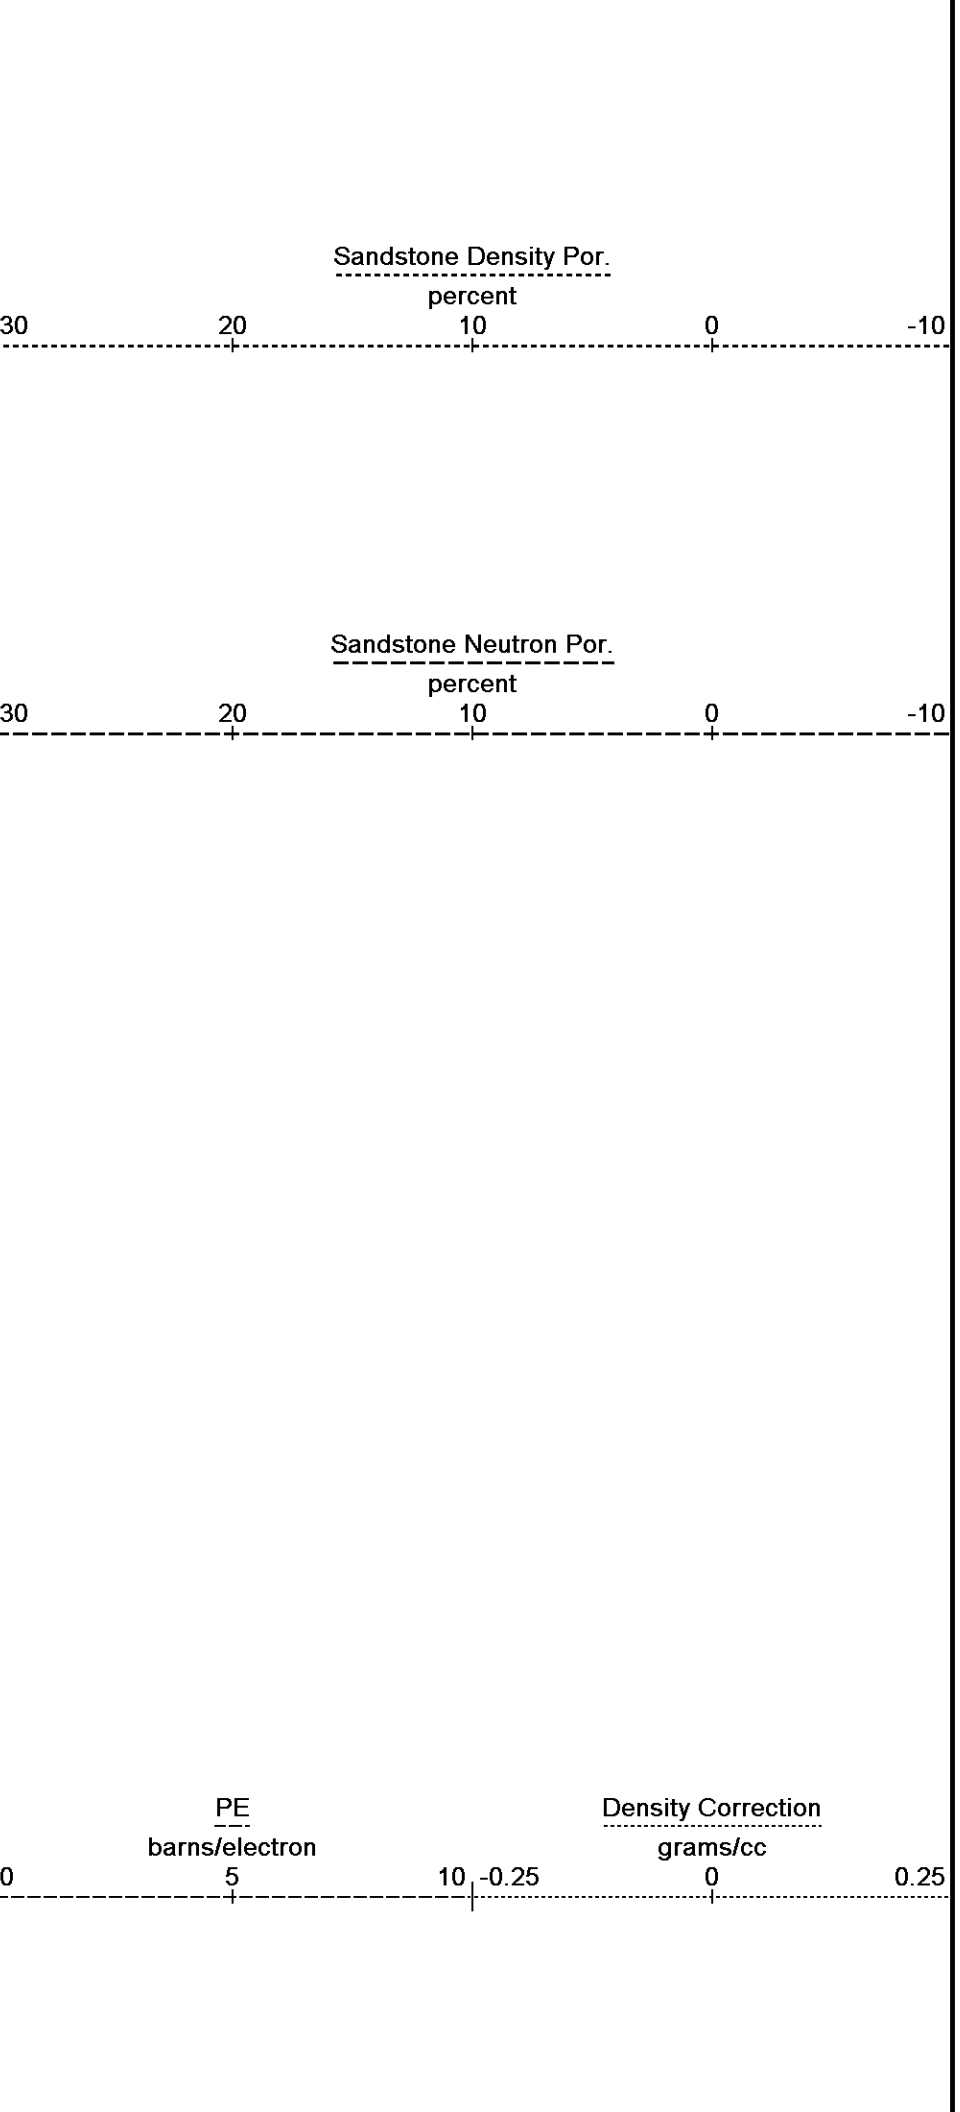 Sandstone Density Por.
percent
30 20 10 0 -10
Sandstone Neutron Por.
percent
30 20 10 0 -10
PE Density Correction
barns/electron grams/cc
0 5 10 -0.25 0 0.25